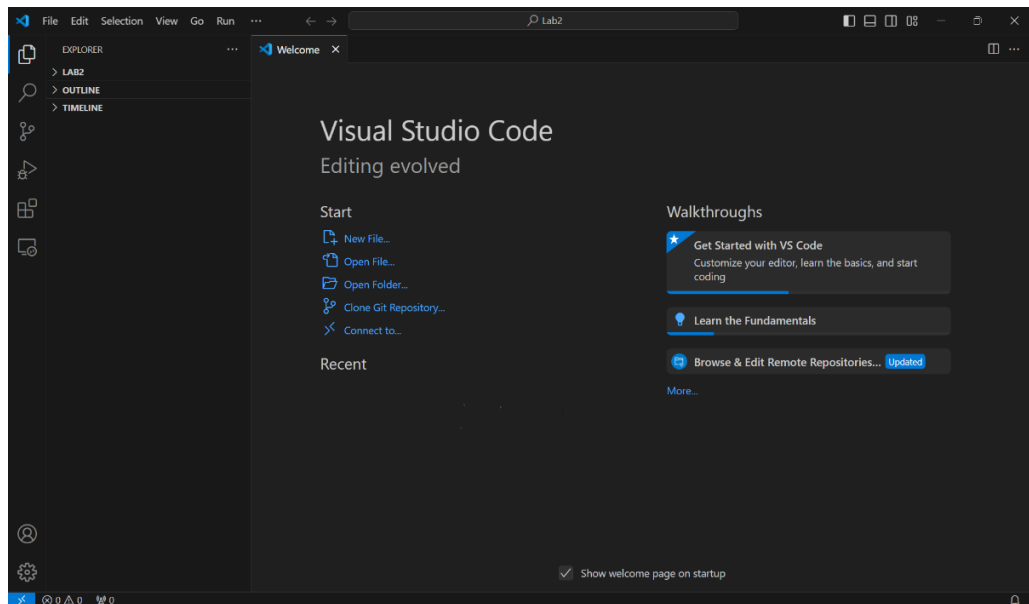 File Edit Selection View Go Run ··· Lab2
EXPLORER ···
Welcome
LAB2
OUTLINE
TIMELINE
Visual Studio Code
Editing evolved
Start
New File...
Open File...
Open Folder...
Clone Git Repository...
Connect to...
Recent
Walkthroughs
Get Started with VS Code
Customize your editor, learn the basics, and start
coding
Learn the Fundamentals
Browse & Edit Remote Repositories... Updated
More...
Show welcome page on startup
0 0 0